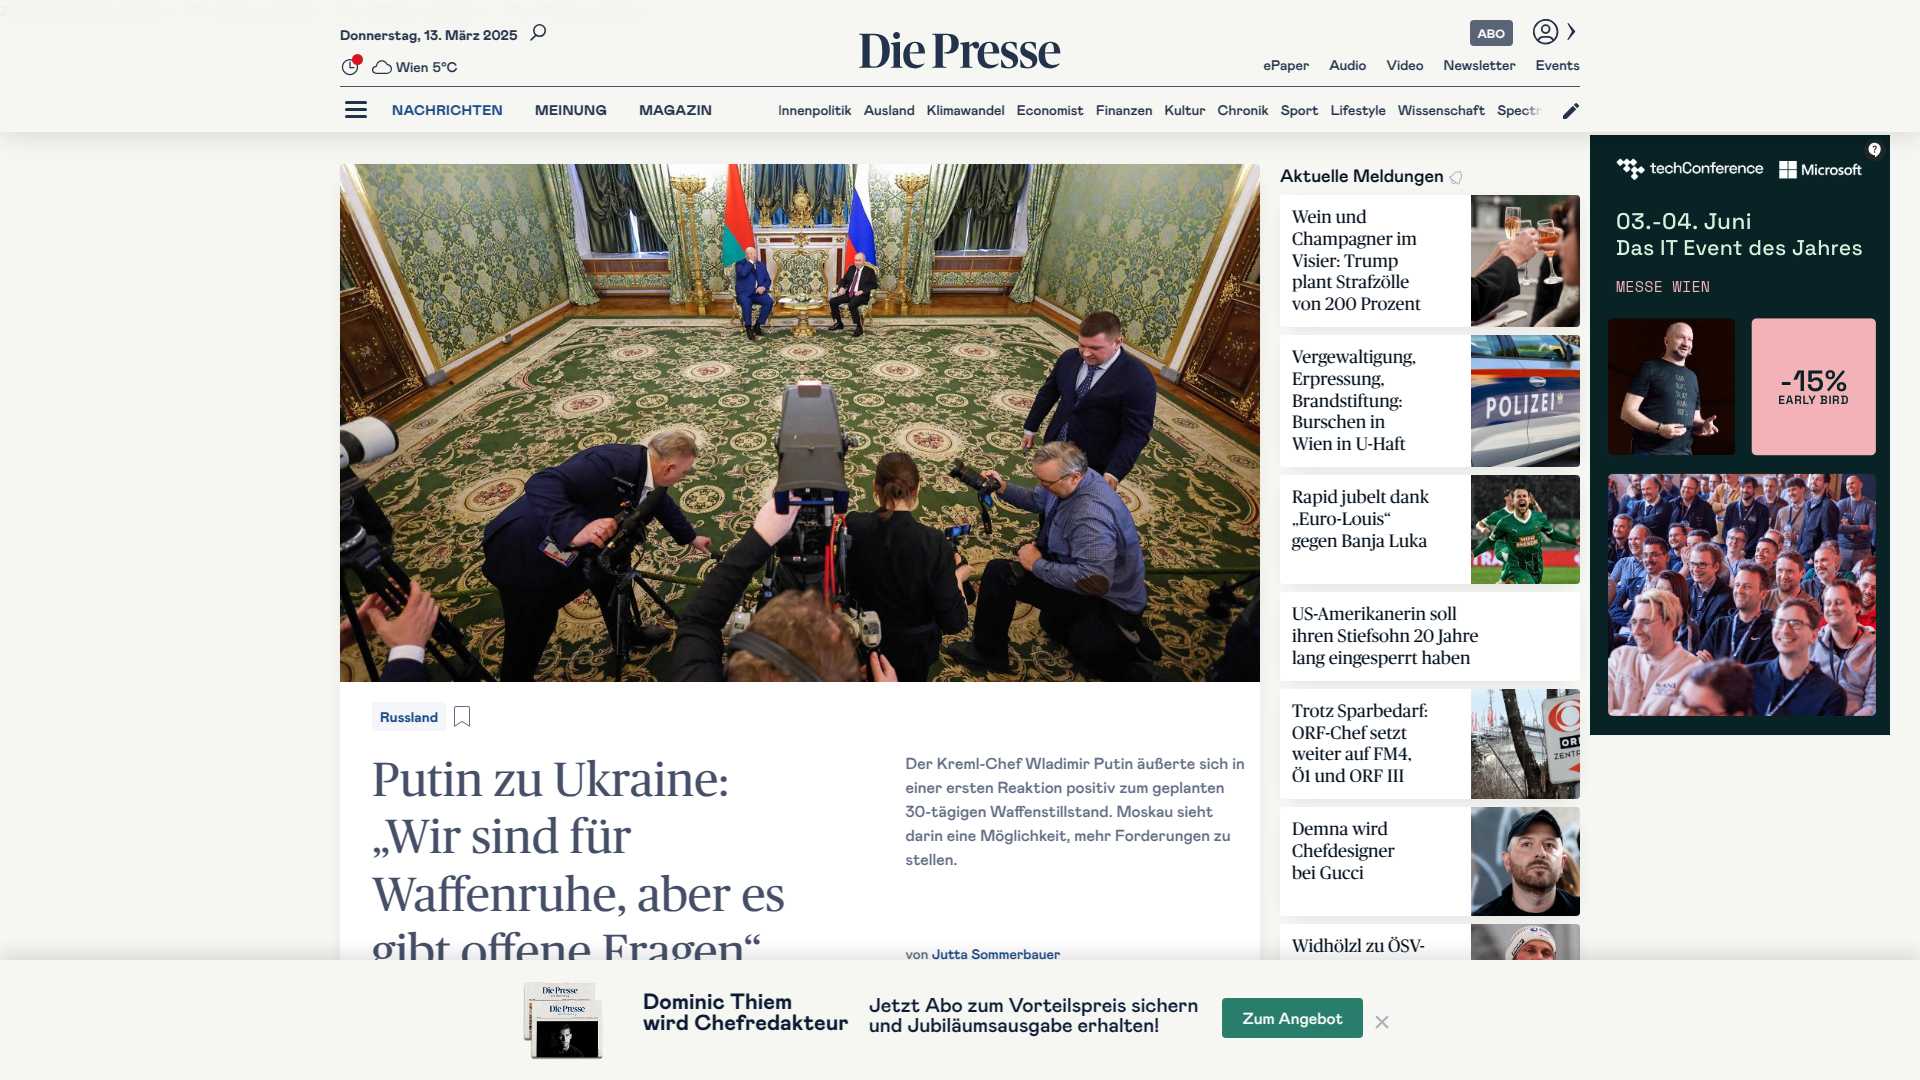 Donnerstag, 13. März 2025
Wien 5°C
Die Presse
ABO
ePaper Audio Video Newsletter Events
NACHRICHTEN MEINUNG MAGAZIN
Innenpolitik Ausland Klimawandel Economist Finanzen Kultur Chronik Sport Lifestyle Wissenschaft Spectr
Russland
Putin zu Ukraine:
„Wir sind für
Waffenruhe, aber es
gibt offene Fragen“
Der Kreml-Chef Wladimir Putin äußerte sich in
einer ersten Reaktion positiv zum geplanten
30-tägigen Waffenstillstand. Moskau sieht
darin eine Möglichkeit, mehr Forderungen zu
stellen.
von Jutta Sommerbauer
Aktuelle Meldungen
Wein und
Champagner im
Visier: Trump
plant Strafzölle
von 200 Prozent
Vergewaltigung,
Erpressung,
Brandstiftung:
Burschen in
Wien in U-Haft
POLIZEI
Rapid jubelt dank
„Euro-Louis“
gegen Banja Luka
US-Amerikanerin soll
ihren Stiefsohn 20 Jahre
lang eingesperrt haben
Trotz Sparbedarf:
ORF-Chef setzt
weiter auf FM4,
Ö1 und ORF III
Demna wird
Chefdesigner
bei Gucci
Widhölzl zu ÖSV-
techConference Microsoft
03.-04. Juni
Das IT Event des Jahres
MESSE WIEN
-15%
EARLY BIRD
Die Presse
Die Presse
Dominic Thiem
wird Chefredakteur
Jetzt Abo zum Vorteilspreis sichern
und Jubiläumsausgabe erhalten!
Zum Angebot